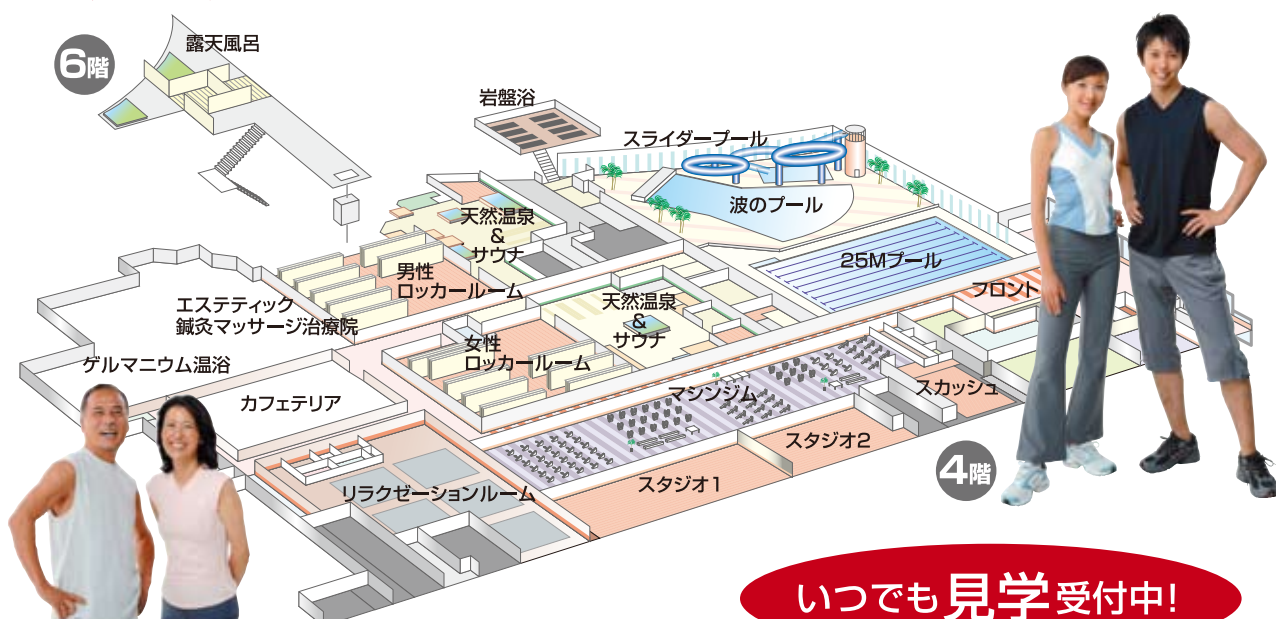 6階
露天風呂
岩盤浴
スライダープール
波のプール
天然温泉
&
サウナ
25Mプール
男性
ロッカールーム
フロント
エステティック
鍼灸マッサージ治療院
天然温泉
&
サウナ
女性
ロッカールーム
ゲルマニウム温浴
カフェテリア
マシンジム
スカッシュ
スタジオ2
スタジオ1
リラクゼーションルーム
4階
いつでも見学受付中!